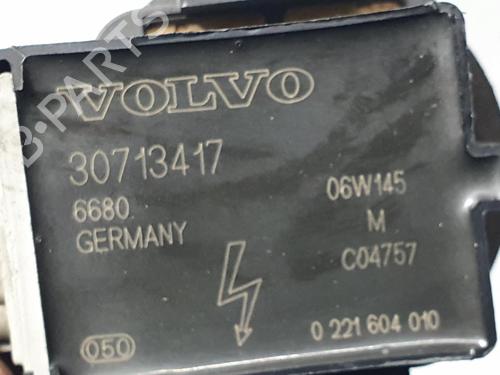 VOLVO
30713417
6680
GERMANY
06W145
M
C04757
050
0 221 604 010
B-PARTS